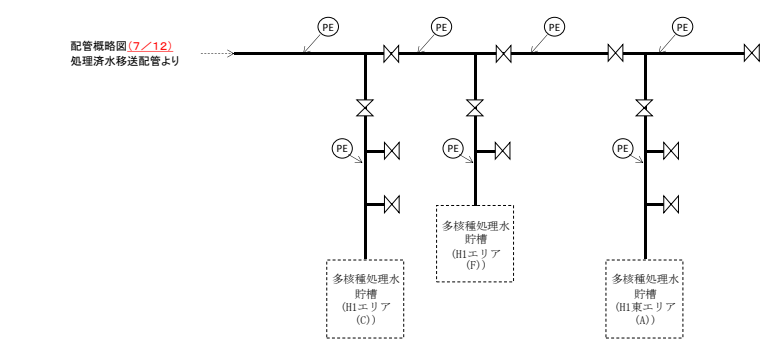 PE
PE
PE
PE
配管概略図(7／12)
処理済水移送配管より
PE
PE
PE
多核種処理水
貯槽
(H1エリア
(F))
多核種処理水
貯槽
(H1エリア
(C))
多核種処理水
貯槽
(H1東エリア
(A))